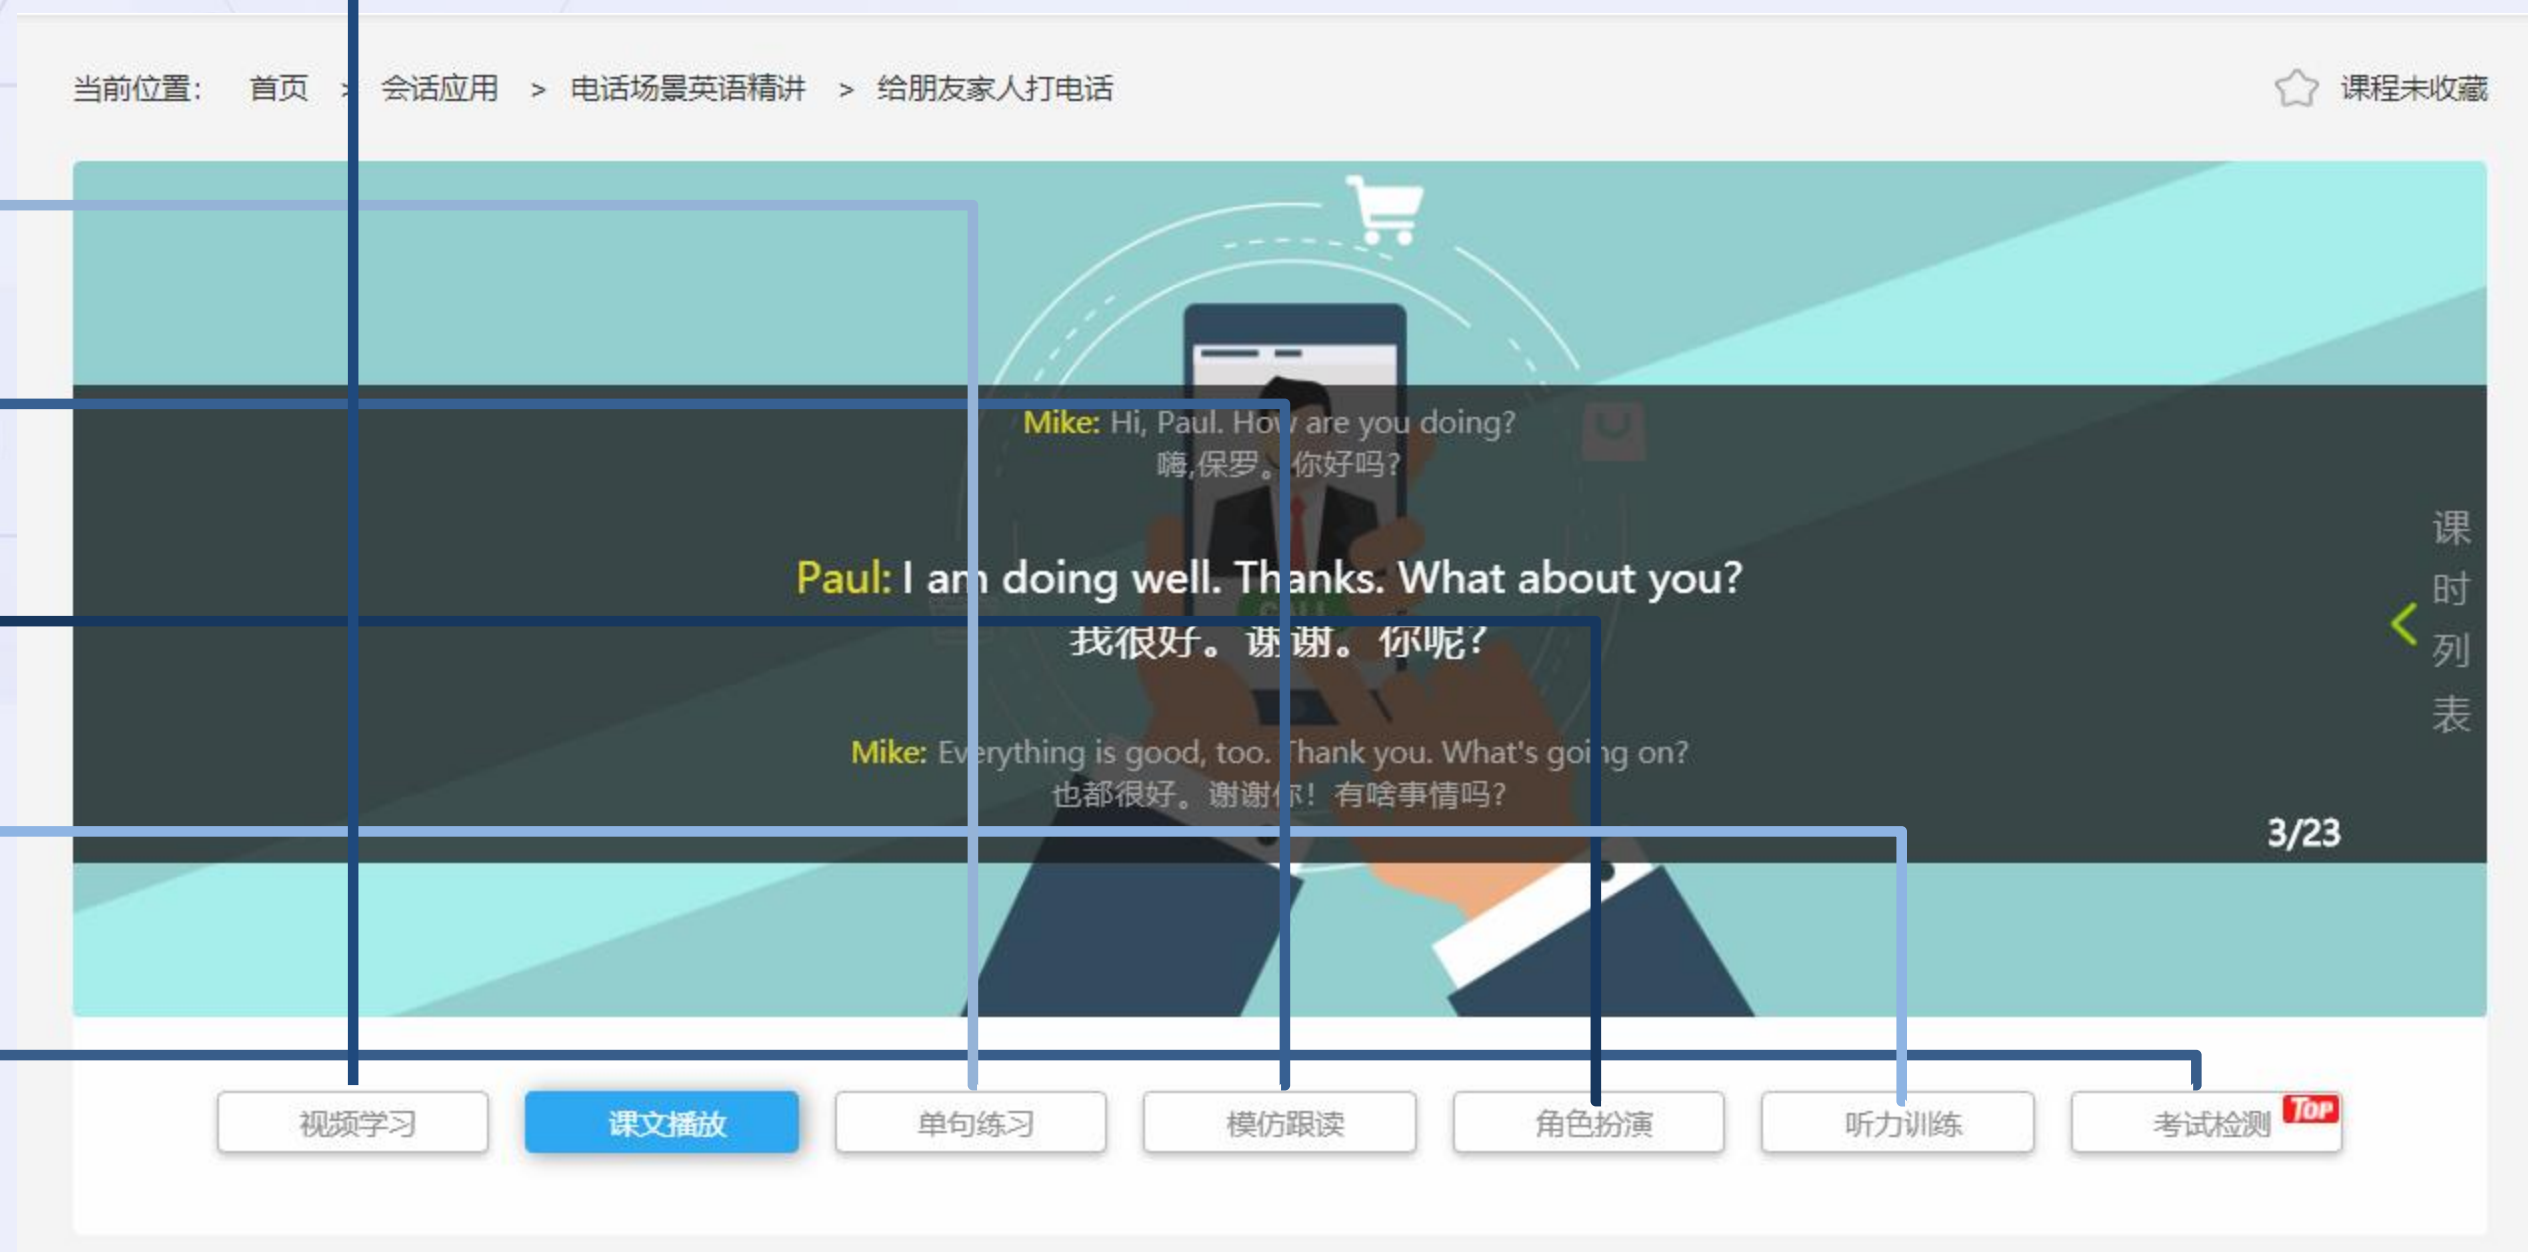 当前位置: 首页 > 会话应用 > 电话场景英语精讲 > 给朋友家人打电话
课程未收藏
Mike: Hi, Paul. How are you doing?
嗨,保罗。你好吗?
Paul: I am doing well. Thanks. What about you?
我很好。谢谢。你呢?
Mike: Everything is good, too. Thank you. What's going on?
也都很好。谢谢你！有啥事情吗?
课时列表
<
3/23
CALL
视频学习
课文播放
单句练习
模仿跟读
角色扮演
听力训练
考试检测 TOP